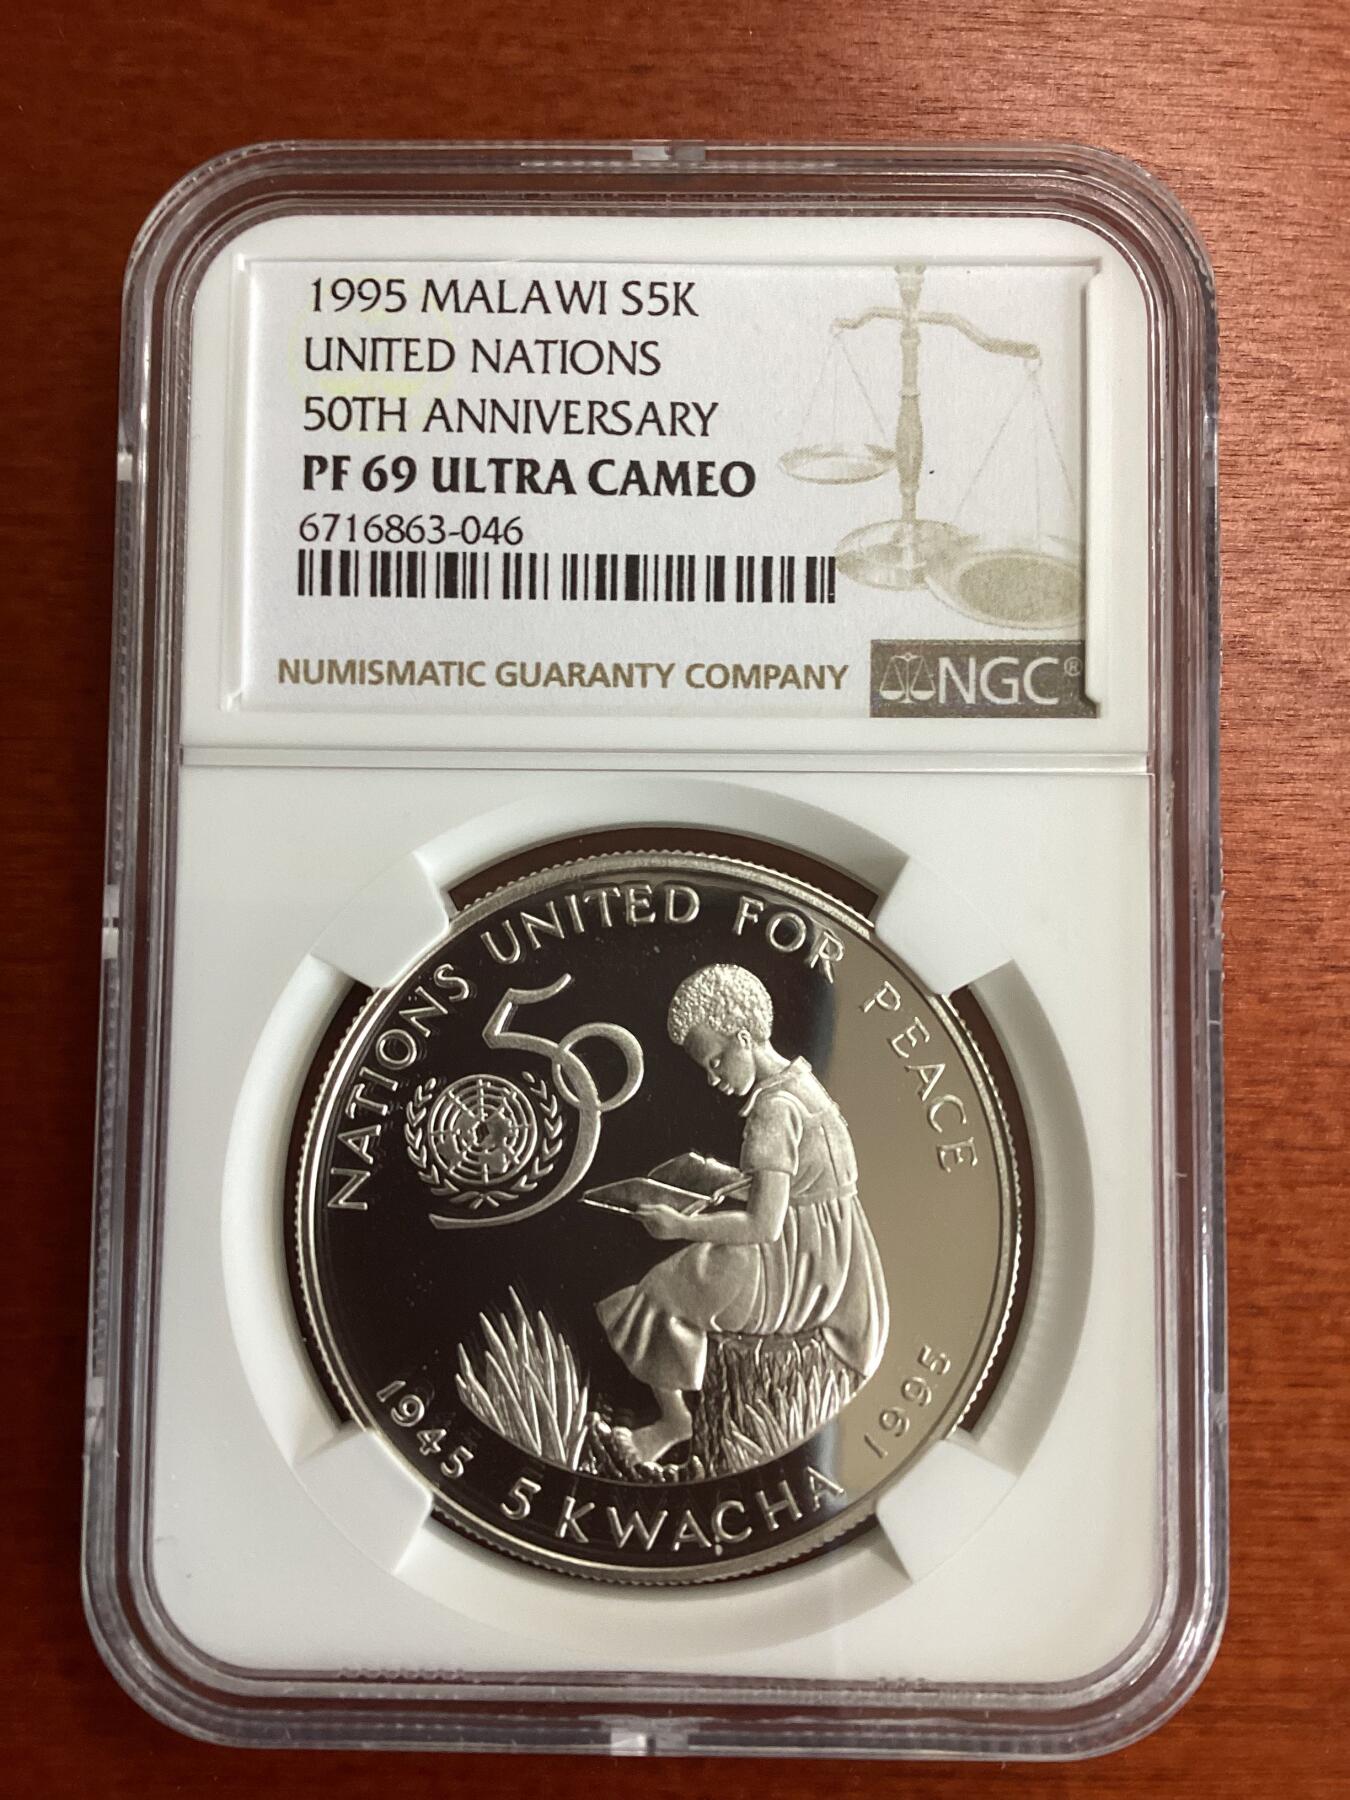 1995 MALAWI S5K
UNITED NATIONS
50TH ANNIVERSARY
PF 69 ULTRA CAMEO
6716863-046
NUMISMATIC GUARANTY COMPANY
NGC®
NATIONS UNITED FOR PEACE
50
1945 5 KWACHA 1995